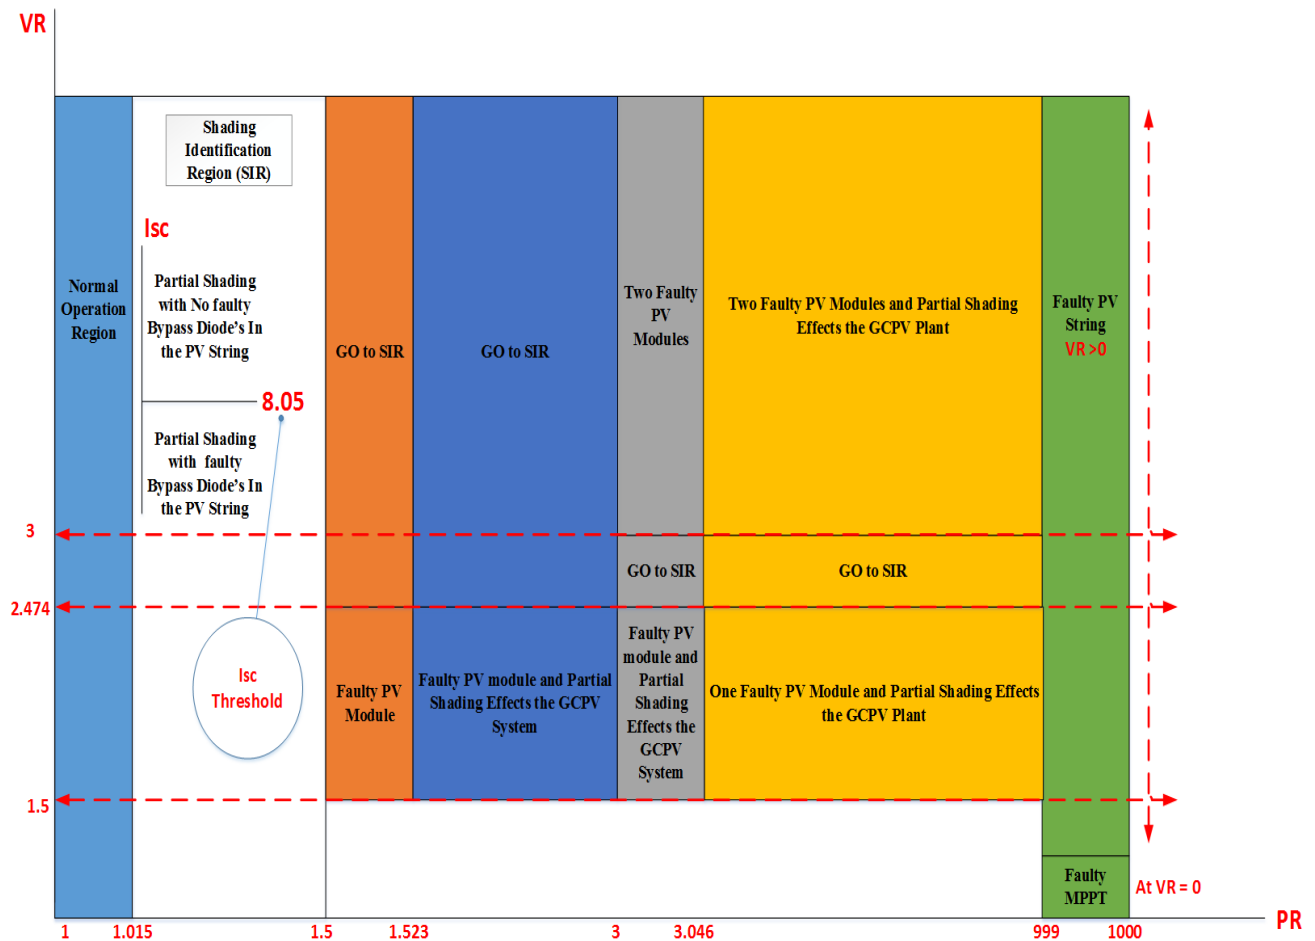 VR
Shading
Identification
Region (SIR)
Isc
Normal
Operation
Region
Partial Shading
with No faulty
Bypass Diode's In
the PV String
8.05
Partial Shading
with faulty
Bypass Diode's In
the PV String
Isc
Threshold
GO to SIR
Faulty PV
Module
GO to SIR
Faulty PV module and Partial
Shading Effects the GCPV
System
Two Faulty
PV
Modules
GO to SIR
Faulty PV
module and
Partial
Shading
Effects the
GCPV
System
Two Faulty PV Modules and Partial Shading
Effects the GCPV Plant
GO to SIR
One Faulty PV Module and Partial Shading Effects
the GCPV Plant
Faulty PV
String
VR >0
Faulty
MPPT
At VR = 0
3
2.474
1.5
1
1.015
1.5
1.523
3
3.046
999
1000
PR